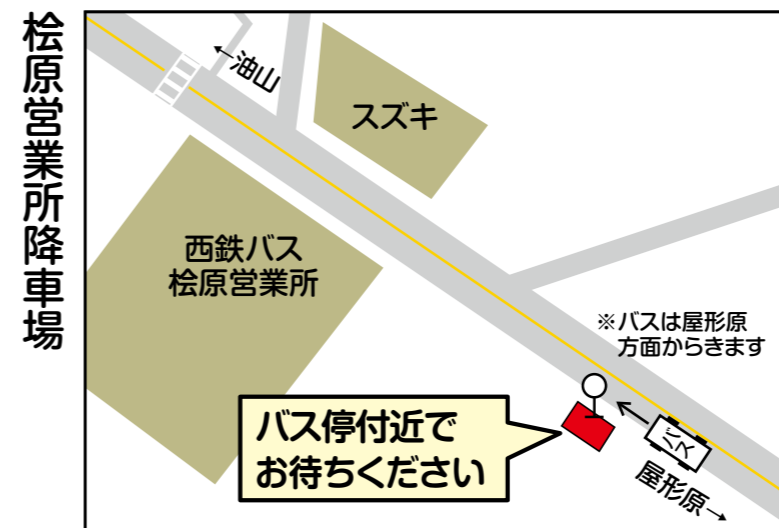 桧原営業所降車場
←油山
スズキ
西鉄バス
桧原営業所
※バスは屋形原
方面からきます
バス停付近で
お待ちください
バス
屋形原→